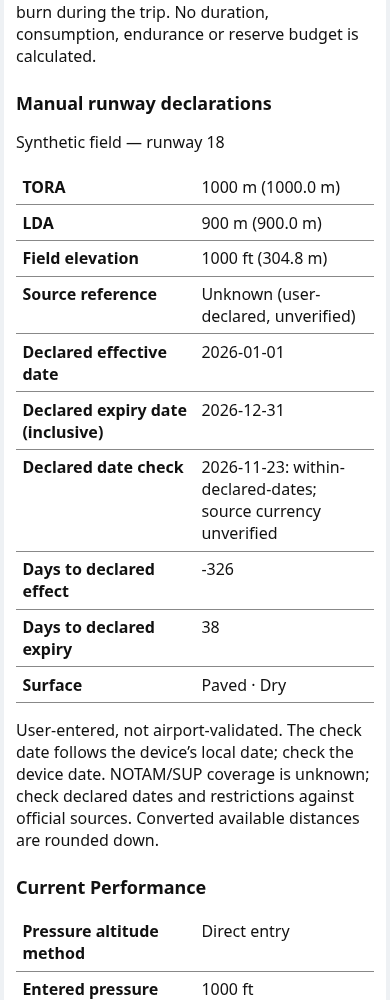 burn during the trip. No duration,
consumption, endurance or reserve budget is
calculated.
Manual runway declarations
Synthetic field — runway 18
TORA 1000 m (1000.0 m)
LDA 900 m (900.0 m)
Field elevation 1000 ft (304.8 m)
Source reference Unknown (user-
declared, unverified)
Declared effective 2026-01-01
date
Declared expiry date 2026-12-31
(inclusive)
Declared date check 2026-11-23: within-
declared-dates;
source currency
unverified
Days to declared -326
effect
Days to declared 38
expiry
Surface Paved · Dry
User-entered, not airport-validated. The check
date follows the device’s local date; check the
device date. NOTAM/SUP coverage is unknown;
check declared dates and restrictions against
official sources. Converted available distances
are rounded down.
Current Performance
Pressure altitude Direct entry
method
Entered pressure 1000 ft